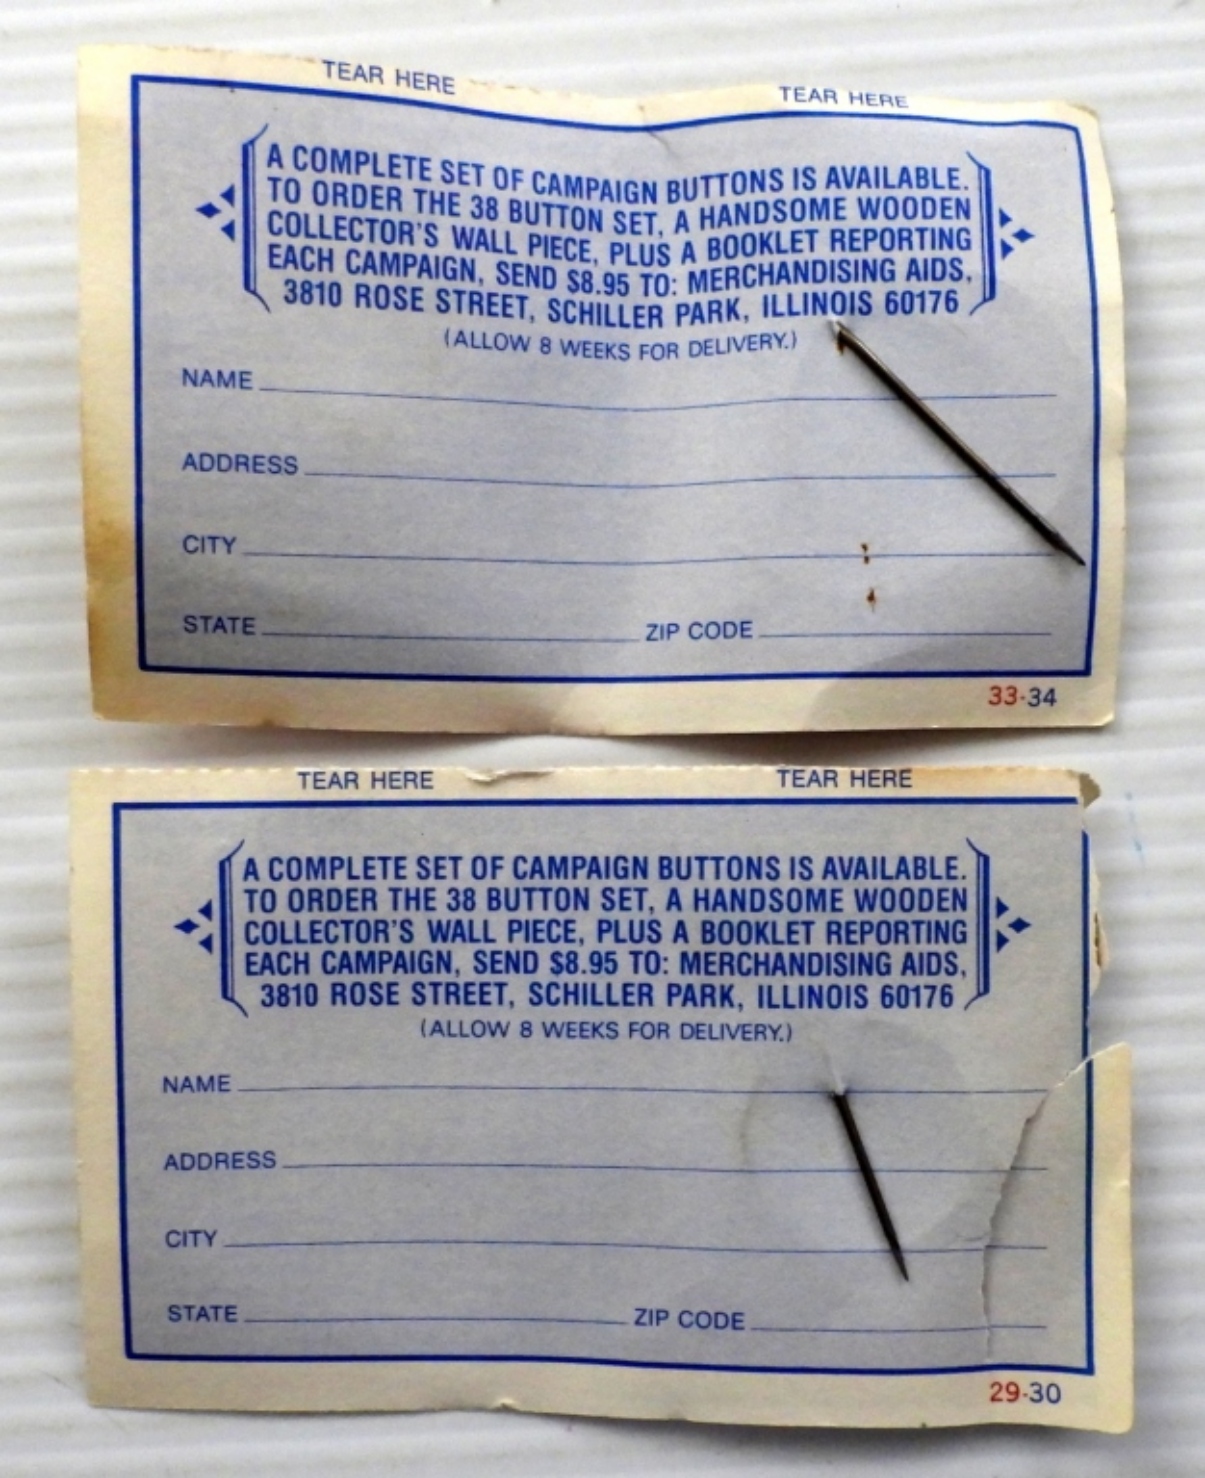 TEAR HERE TEAR HERE
A COMPLETE SET OF CAMPAIGN BUTTONS IS AVAILABLE.
TO ORDER THE 38 BUTTON SET, A HANDSOME WOODEN
COLLECTOR'S WALL PIECE, PLUS A BOOKLET REPORTING
EACH CAMPAIGN, SEND $8.95 TO: MERCHANDISING AIDS,
3810 ROSE STREET, SCHILLER PARK, ILLINOIS 60176
(ALLOW 8 WEEKS FOR DELIVERY.)
NAME
ADDRESS
CITY
STATE ZIP CODE
33-34
TEAR HERE TEAR HERE
A COMPLETE SET OF CAMPAIGN BUTTONS IS AVAILABLE.
TO ORDER THE 38 BUTTON SET, A HANDSOME WOODEN
COLLECTOR'S WALL PIECE, PLUS A BOOKLET REPORTING
EACH CAMPAIGN, SEND $8.95 TO: MERCHANDISING AIDS,
3810 ROSE STREET, SCHILLER PARK, ILLINOIS 60176
(ALLOW 8 WEEKS FOR DELIVERY.)
NAME
ADDRESS
CITY
STATE ZIP CODE
29-30